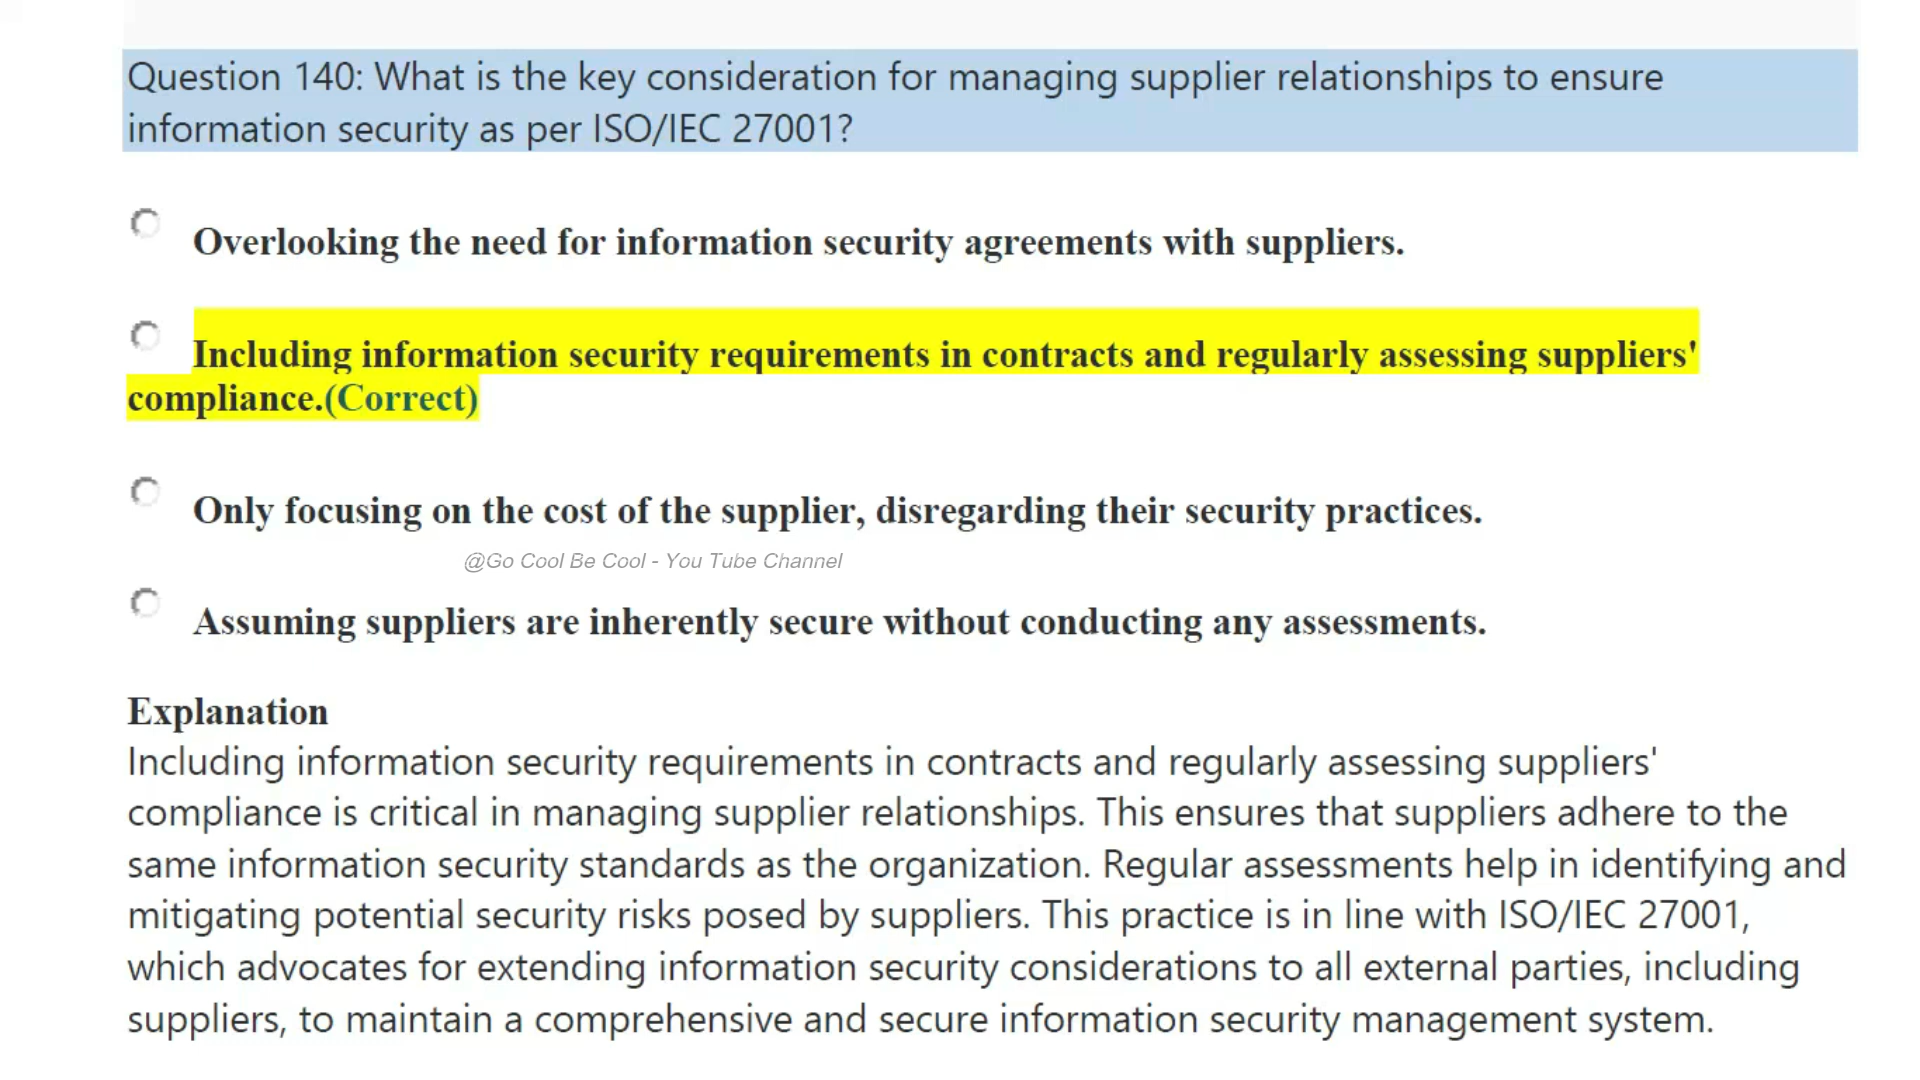 Question 140: What is the key consideration for managing supplier relationships to ensure
information security as per ISO/IEC 27001?
Overlooking the need for information security agreements with suppliers.
Including information security requirements in contracts and regularly assessing suppliers'
compliance.(Correct)
Only focusing on the cost of the supplier, disregarding their security practices.
@Go Cool Be Cool - You Tube Channel
Assuming suppliers are inherently secure without conducting any assessments.
Explanation
Including information security requirements in contracts and regularly assessing suppliers'
compliance is critical in managing supplier relationships. This ensures that suppliers adhere to the
same information security standards as the organization. Regular assessments help in identifying and
mitigating potential security risks posed by suppliers. This practice is in line with ISO/IEC 27001,
which advocates for extending information security considerations to all external parties, including
suppliers, to maintain a comprehensive and secure information security management system.